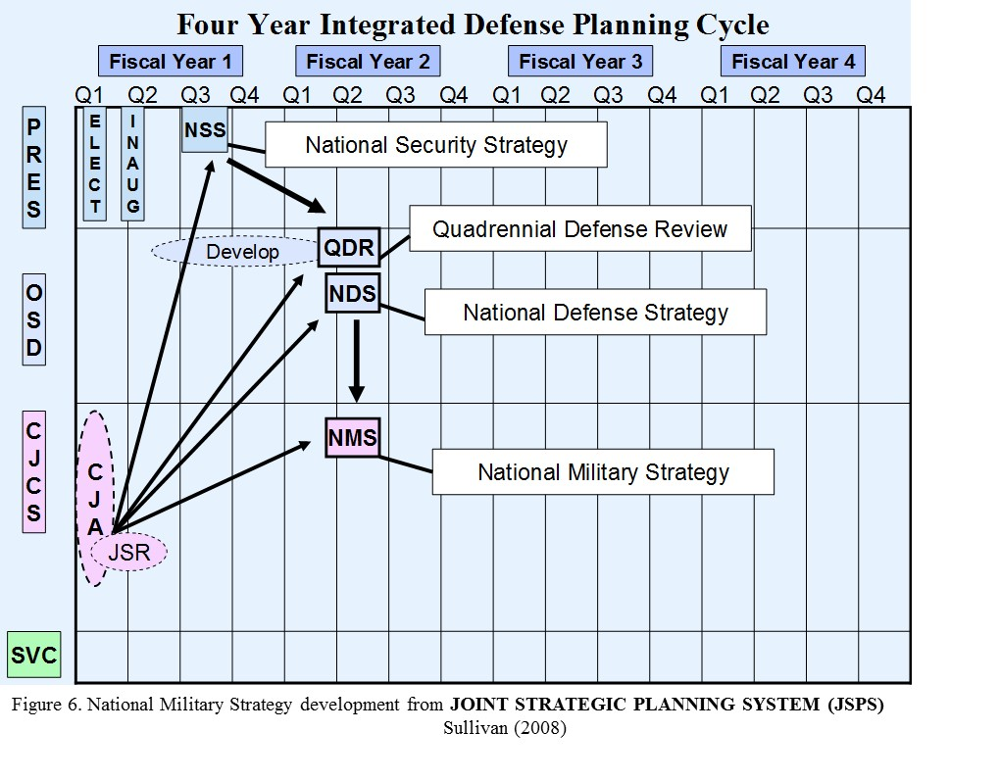 Four Year Integrated Defense Planning Cycle
Fiscal Year 1 Fiscal Year 2 Fiscal Year 3 Fiscal Year 4
Q1 Q2 Q3 Q4 Q1 Q2 Q3 Q4 Q1 Q2 Q3 Q4 Q1 Q2 Q3 Q4
PRES
ELECT
INAUG
NSS
National Security Strategy
Quadrennial Defense Review
Develop
QDR
OSD
NDS
National Defense Strategy
CJCS
NMS
National Military Strategy
CJA
JSR
SVC
Figure 6. National Military Strategy development from JOINT STRATEGIC PLANNING SYSTEM (JSPS)
Sullivan (2008)